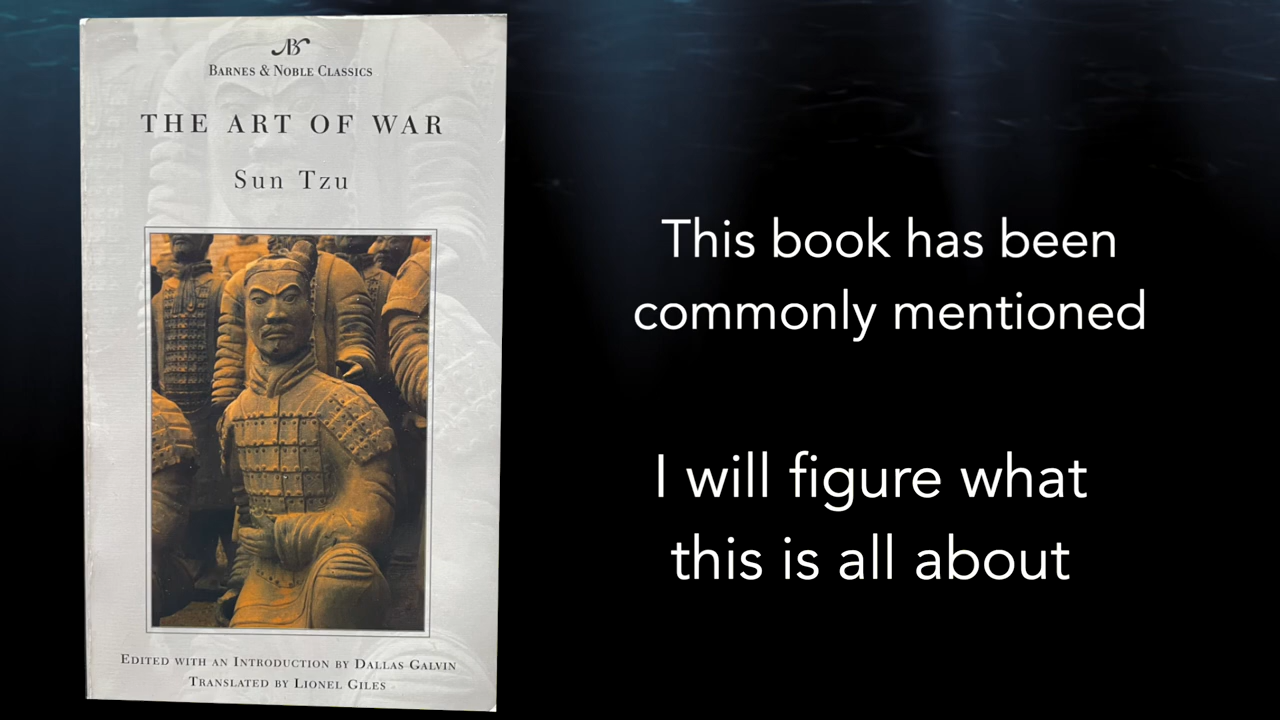 B
BARNES & NOBLE CLASSICS
THE ART OF WAR
Sun Tzu
EDITED WITH AN INTRODUCTION BY DALLAS GALVIN
TRANSLATED BY LIONEL GILES
This book has been
commonly mentioned
I will figure what
this is all about